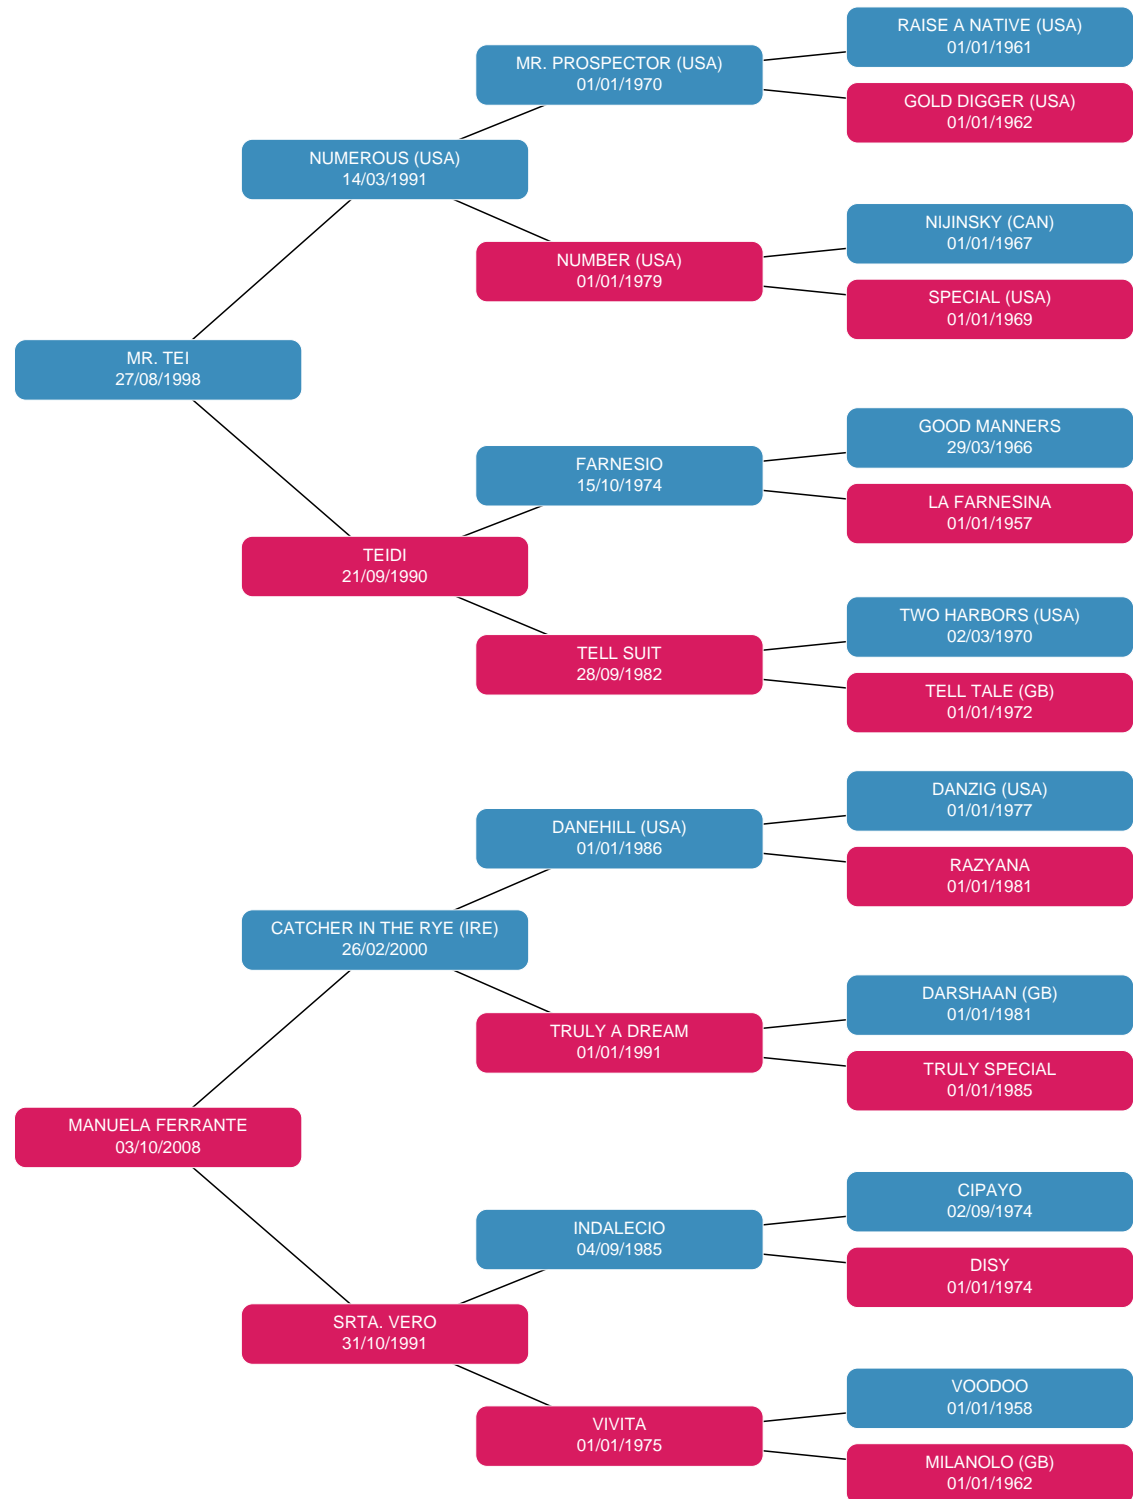 RAISE A NATIVE (USA)
01/01/1961
MR. PROSPECTOR (USA)
01/01/1970
GOLD DIGGER (USA)
01/01/1962
NUMEROUS (USA)
14/03/1991
NIJINSKY (CAN)
01/01/1967
NUMBER (USA)
01/01/1979
SPECIAL (USA)
01/01/1969
MR. TEI
27/08/1998
GOOD MANNERS
29/03/1966
FARNESIO
15/10/1974
LA FARNESINA
01/01/1957
TEIDI
21/09/1990
TWO HARBORS (USA)
02/03/1970
TELL SUIT
28/09/1982
TELL TALE (GB)
01/01/1972
DANZIG (USA)
01/01/1977
DANEHILL (USA)
01/01/1986
RAZYANA
01/01/1981
CATCHER IN THE RYE (IRE)
26/02/2000
DARSHAAN (GB)
01/01/1981
TRULY A DREAM
01/01/1991
TRULY SPECIAL
01/01/1985
MANUELA FERRANTE
03/10/2008
CIPAYO
02/09/1974
INDALECIO
04/09/1985
DISY
01/01/1974
SRTA. VERO
31/10/1991
VOODOO
01/01/1958
VIVITA
01/01/1975
MILANOLO (GB)
01/01/1962